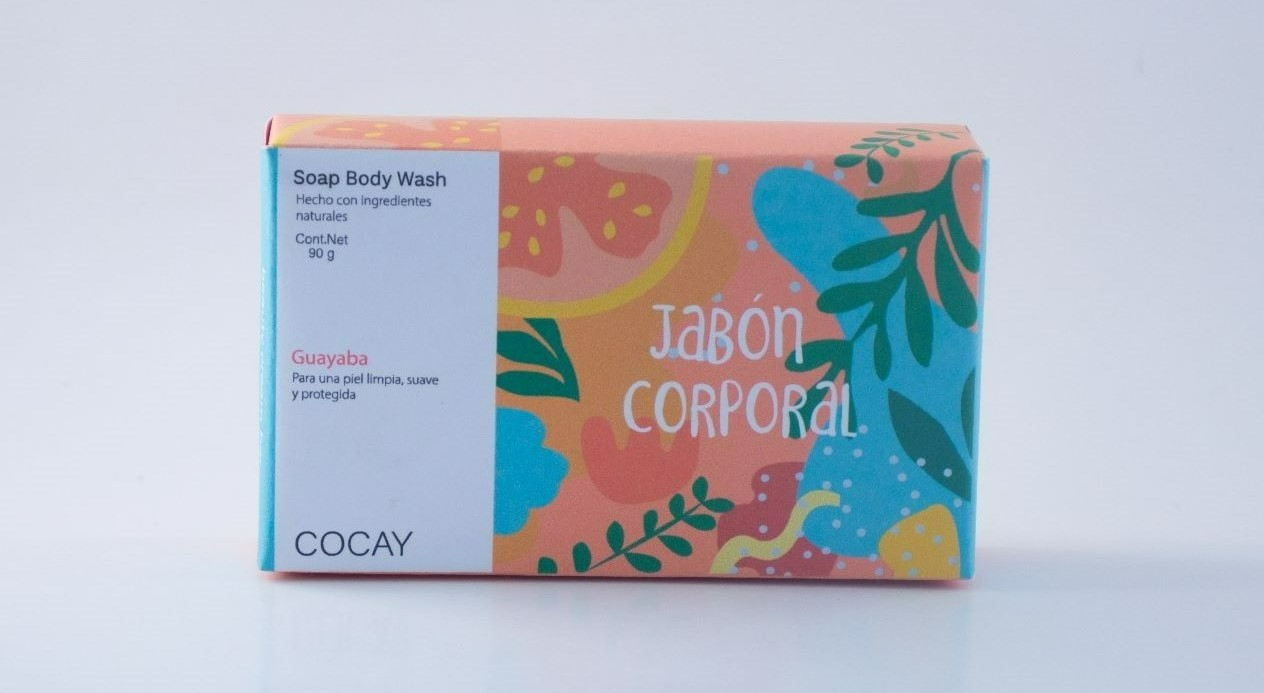 Soap Body Wash
Hecho con ingredientes
naturales
Cont.Net
90 g
Guayaba
Para una piel limpia, suave
y protegida
COCAY
JABÓN
CORPORAL